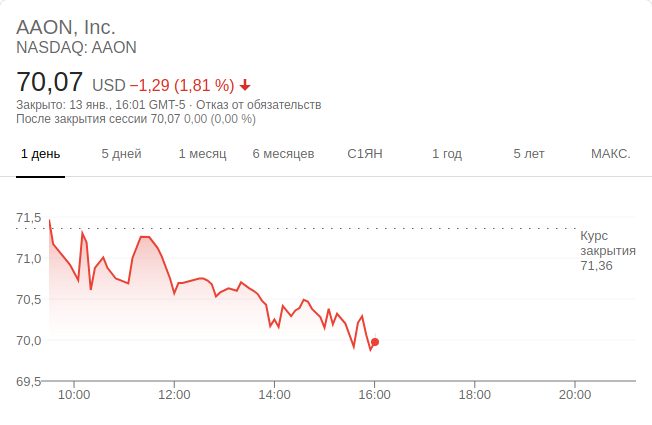 AAON, Inc.
NASDAQ: AAON
70,07 USD −1,29 (1,81 %)
Закрыто: 13 янв., 16:01 GMT-5 · Отказ от обязательств
После закрытия сессии 70,07 0,00 (0,00 %)
1 день 5 дней 1 месяц 6 месяцев С1ЯН 1 год 5 лет МАКС.
71,5
Курс
закрытия
71,36
71,0
70,5
70,0
69,5
10:00 12:00 14:00 16:00 18:00 20:00